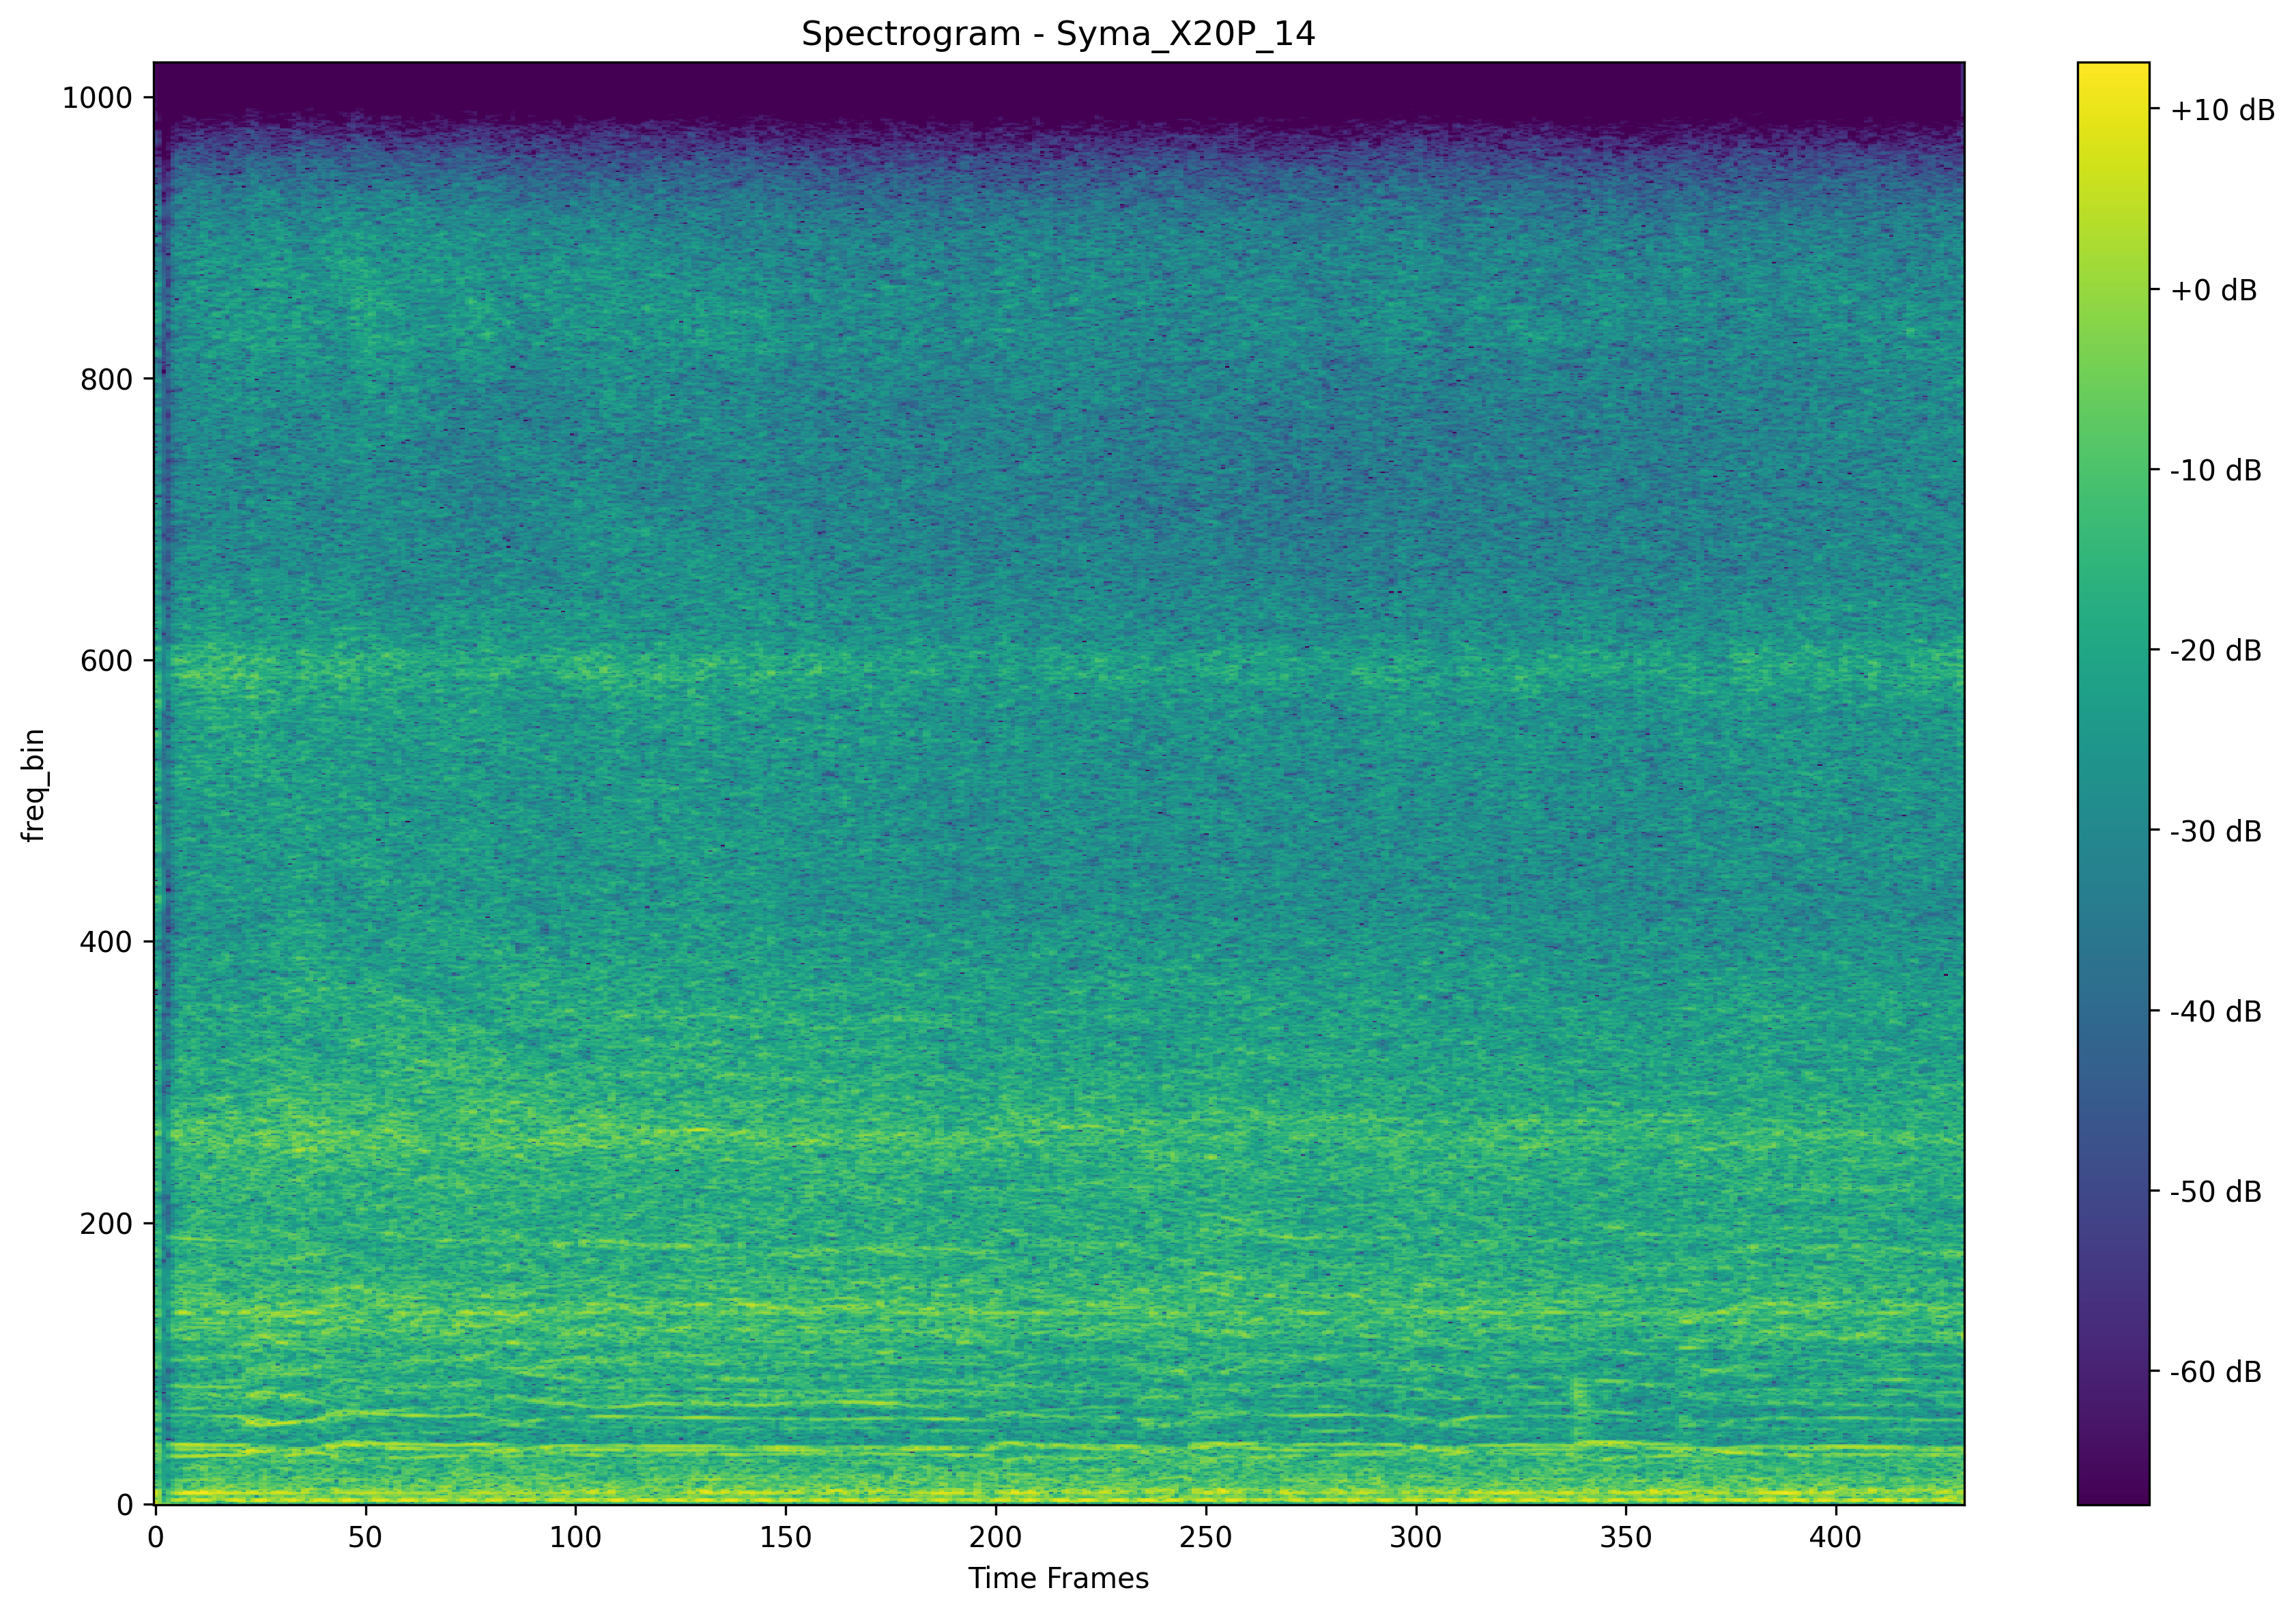 Spectrogram - Syma_X20P_14
1000
800
600
400
200
0
freq_bin
0 50 100 150 200 250 300 350 400
Time Frames
+10 dB
+0 dB
-10 dB
-20 dB
-30 dB
-40 dB
-50 dB
-60 dB